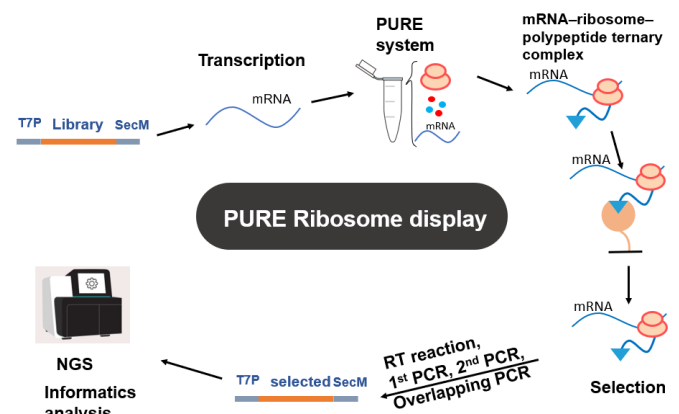 PURE
system
mRNA–ribosome–
polypeptide ternary
complex
Transcription
mRNA
mRNA
T7P Library SecM
mRNA
mRNA
PURE Ribosome display
mRNA
NGS
Informatics
analysis
RT reaction,
1st PCR, 2nd PCR,
Overlapping PCR
T7P selected SecM
Selection